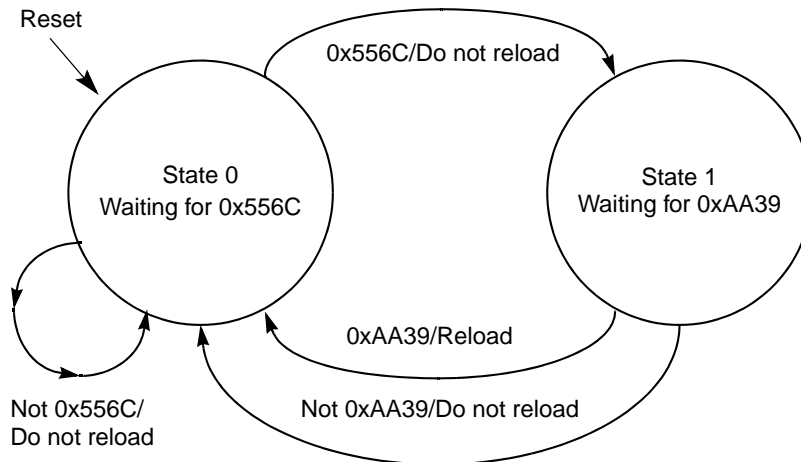 Reset
0x556C/Do not reload
State 0
Waiting for 0x556C
State 1
Waiting for 0xAA39
0xAA39/Reload
Not 0x556C/
Do not reload
Not 0xAA39/Do not reload